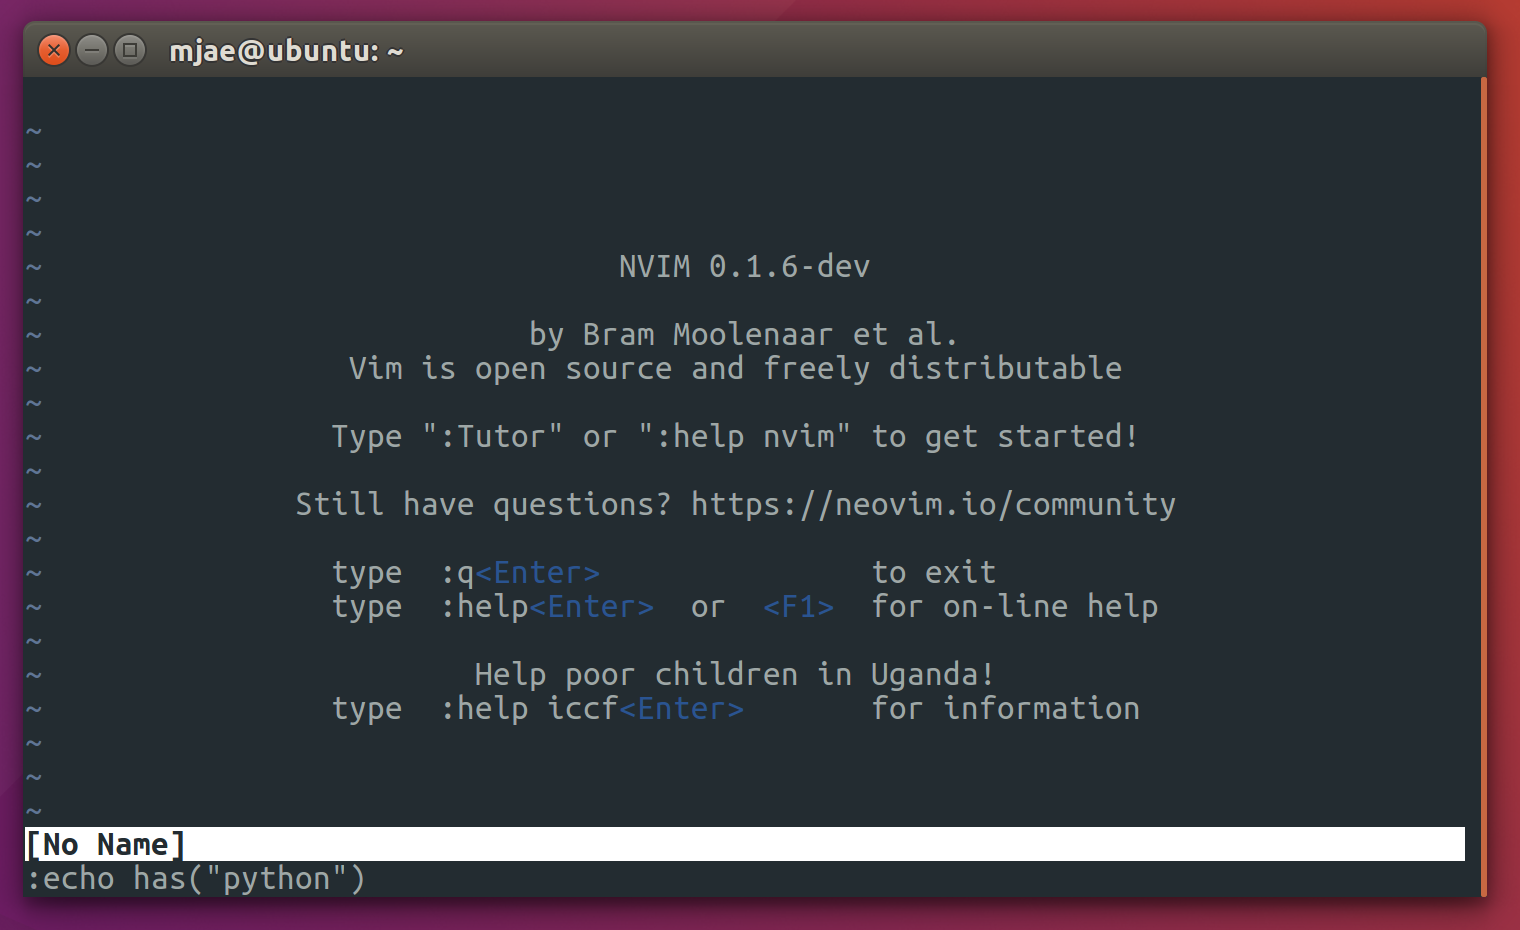 mjae@ubuntu: ~
~
~
~
~
~ NVIM 0.1.6-dev
~
~ by Bram Moolenaar et al.
~ Vim is open source and freely distributable
~
~ Type ":Tutor" or ":help nvim" to get started!
~
~ Still have questions? https://neovim.io/community
~
~ type :q<Enter> to exit
~ type :help<Enter> or <F1> for on-line help
~
~ Help poor children in Uganda!
~ type :help iccf<Enter> for information
~
~
~
[No Name]
:echo has("python")